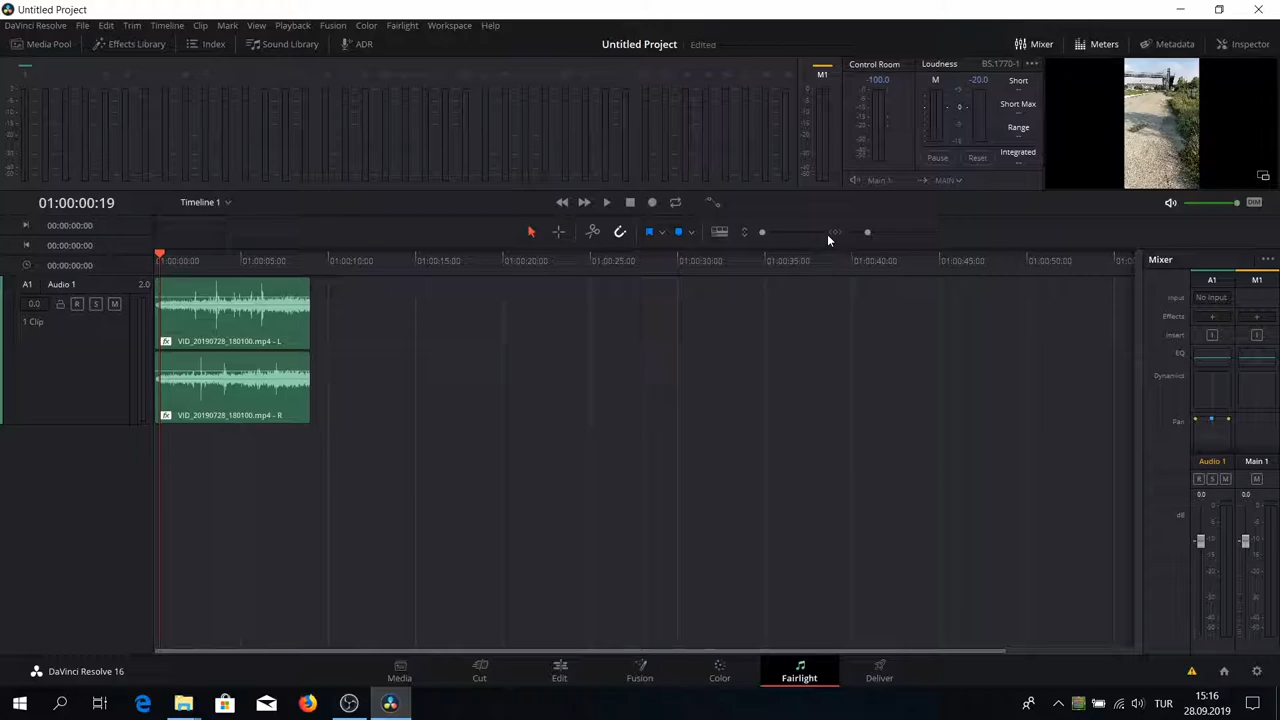 Untitled Project
DaVinci Resolve File Edit Trim Timeline Clip Mark View Playback Fusion Color Fairlight Workspace Help
Media Pool Effects Library Index Sound Library ADR Untitled Project Edited Mixer Meters Metadata Inspector
M1 Control Room Loudness BS.1770-1
-100.0 M -20.0 Short
Short Max
Range
Pause Reset Integrated
Main 1 MAIN
01:00:00:19 Timeline 1 DIM
00:00:00:00
00:00:00:00
00:00:00:00
01:00:00:00 01:00:05:00 01:00:10:00 01:00:15:00 01:00:20:00 01:00:25:00 01:00:30:00 01:00:35:00 01:00:40:00 01:00:45:00 01:00:50:00
Mixer
A1 Audio 1 2.0
0.0 R S M
1 Clip
fx VID_20190728_180100.mp4 - L
fx VID_20190728_180100.mp4 - R
A1 M1
Input No Input
Effects
Insert
EQ
Dynamics
Pan
Audio 1 Main 1
R S M M
0.0 0.0
dB
DaVinci Resolve 16
Media Cut Edit Fusion Color Fairlight Deliver
TUR
15:16
28.09.2019